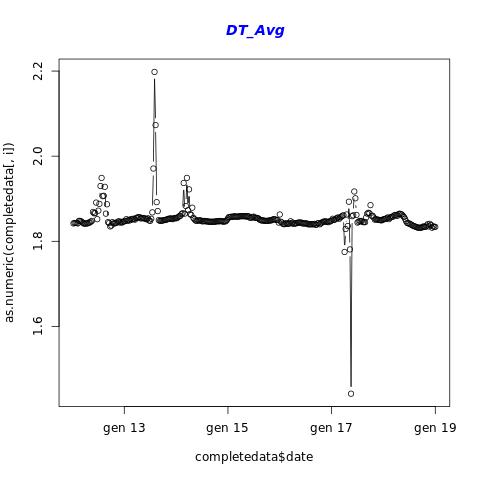 DT_Avg
as.numeric(completedata[, i])
2.2
2.0
1.8
1.6
gen 13
gen 15
gen 17
gen 19
completedata$date